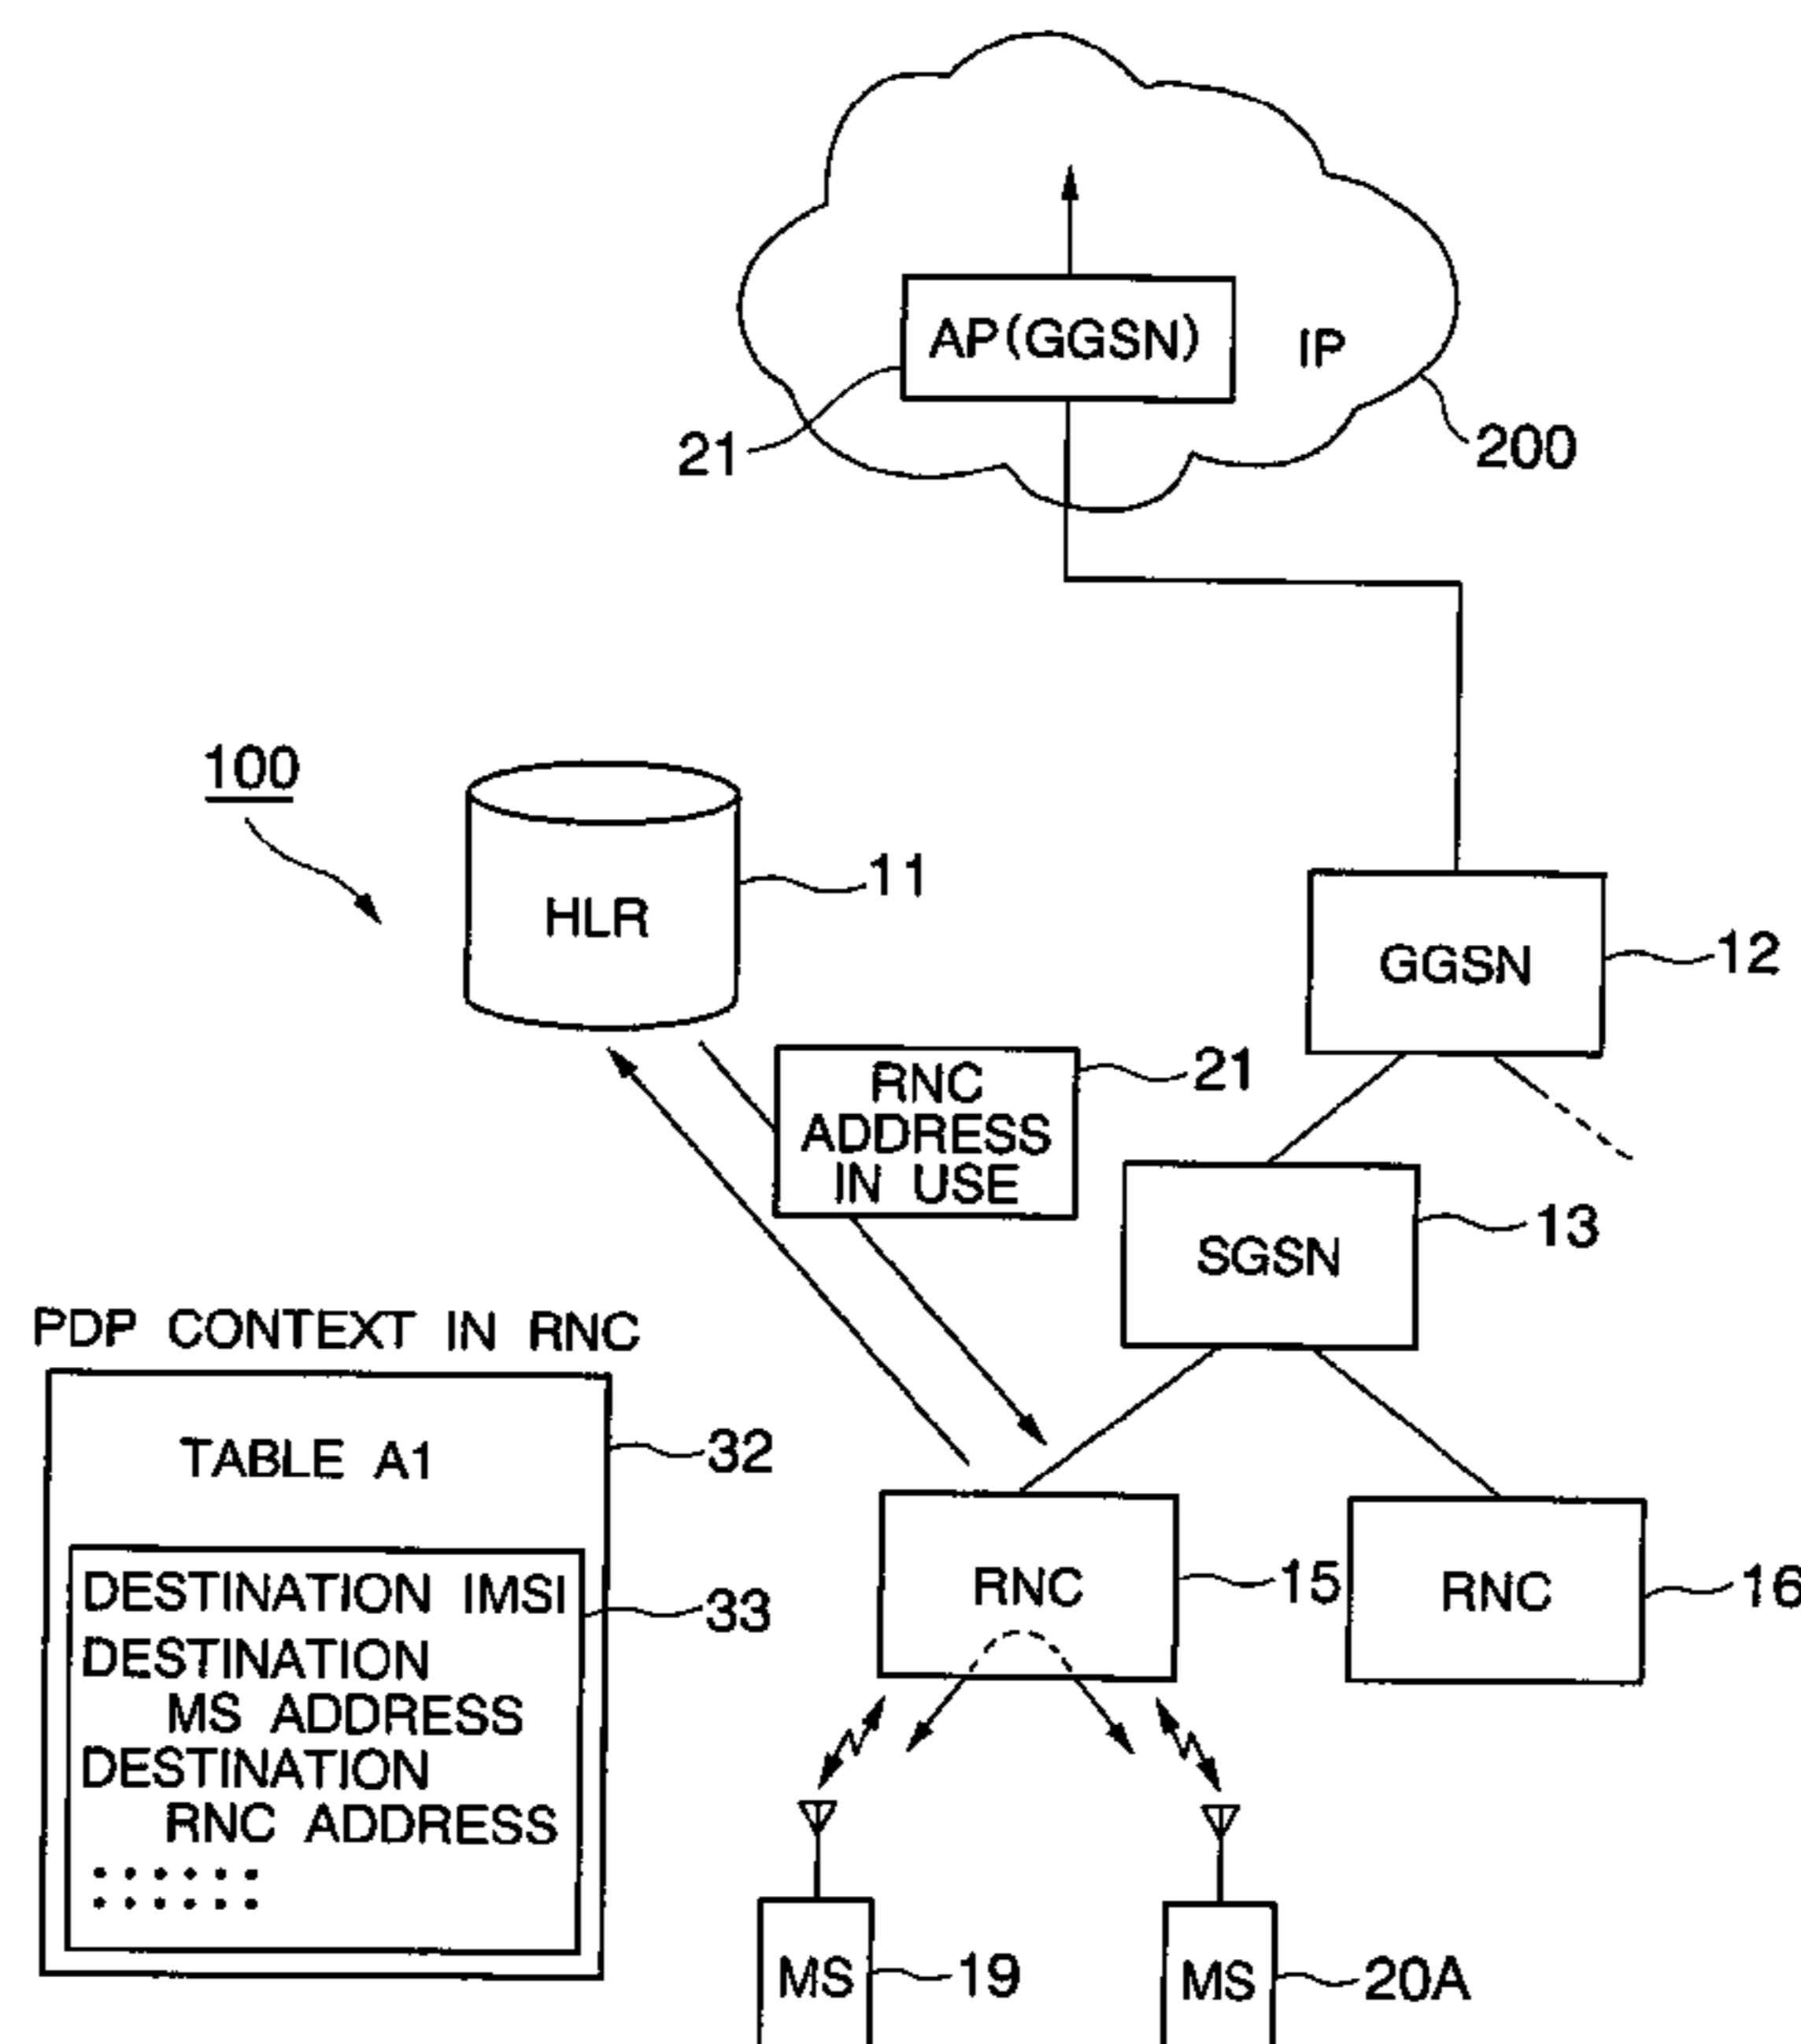 AP(GGSN)
IP
21
200
100
HLR
11
GGSN
12
RNC
ADDRESS
IN USE
21
SGSN
13
PDP CONTEXT IN RNC
TABLE A1
32
DESTINATION IMSI
33
DESTINATION
MS ADDRESS
DESTINATION
RNC ADDRESS
RNC
15
RNC
16
MS
19
MS
20A